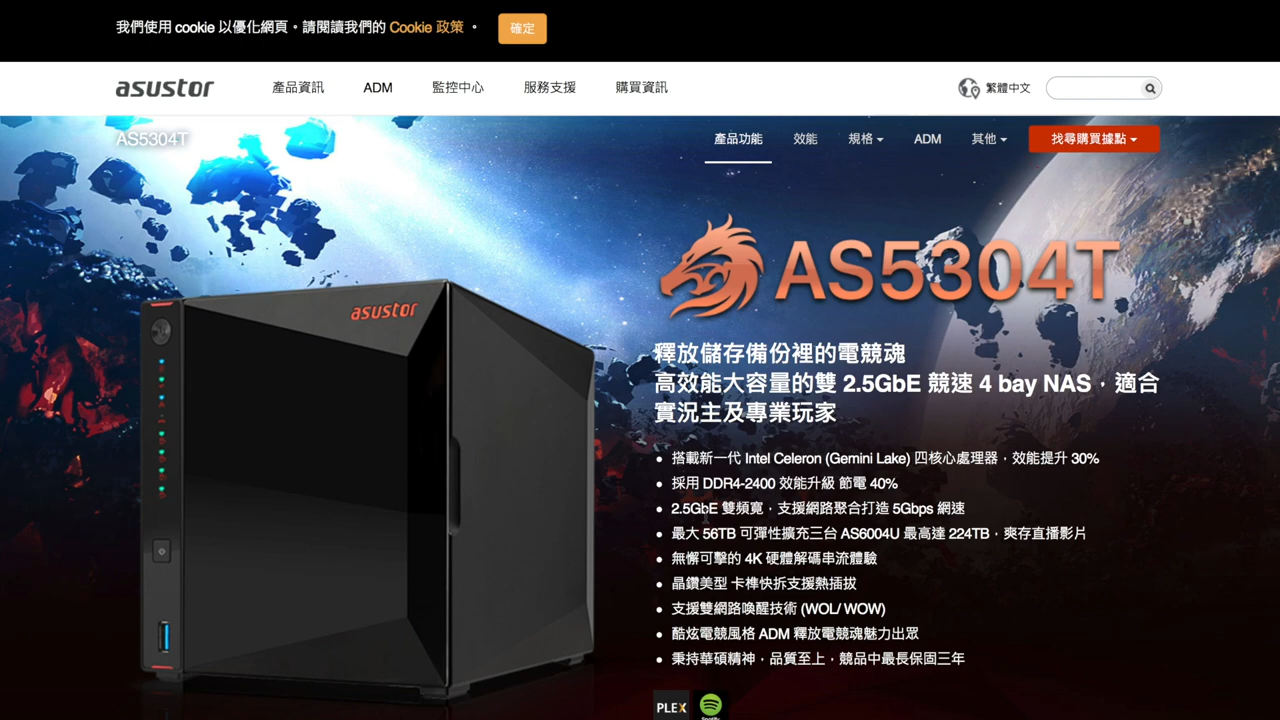 我們使用 cookie 以優化網頁。請閱讀我們的 Cookie 政策 。
確定
asustor
產品資訊
ADM
監控中心
服務支援
購買資訊
繁體中文
AS5304T
產品功能
效能
規格
ADM
其他
找尋購買據點
asustor
AS5304T
釋放儲存備份裡的電競魂
高效能大容量的雙 2.5GbE 競速 4 bay NAS，適合
實況主及專業玩家
搭載新一代 Intel Celeron (Gemini Lake) 四核心處理器，效能提升 30%
採用 DDR4-2400 效能升級 節電 40%
2.5GbE 雙頻寬，支援網路聚合打造 5Gbps 網速
最大 56TB 可彈性擴充三台 AS6004U 最高達 224TB，爽存直播影片
無懈可擊的 4K 硬體解碼串流體驗
晶鑽美型 卡榫快拆支援熱插拔
支援雙網路喚醒技術 (WOL/ WOW)
酷炫電競風格 ADM 釋放電競魂魅力出眾
秉持華碩精神，品質至上，競品中最長保固三年
PLEX
Spotify